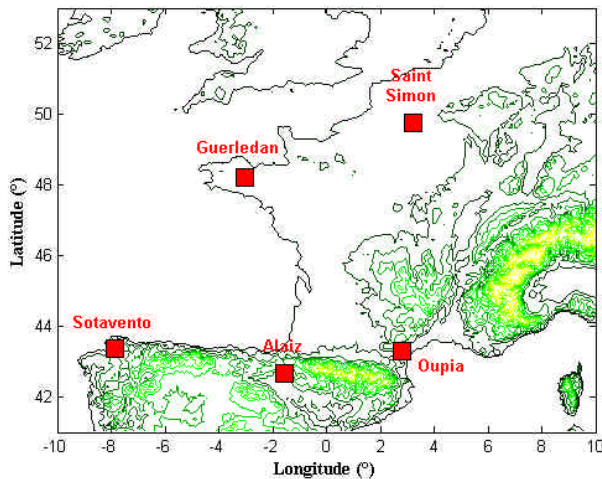 52
50
48
46
44
42
Latitude (°)
Saint
Simon
Guerledan
Sotavento
Alaiz
Oupia
-10 -8 -6 -4 -2 0 2 4 6 8 10
Longitude (°)